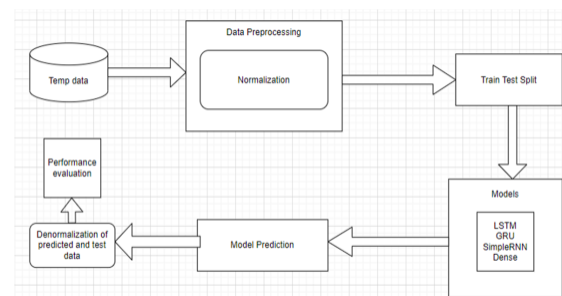 Temp data
Data Preprocessing
Normalization
Train Test Split
Models
LSTM
GRU
SimpleRNN
Dense
Model Prediction
Denormalization of
predicted and test
data
Performance
evaluation